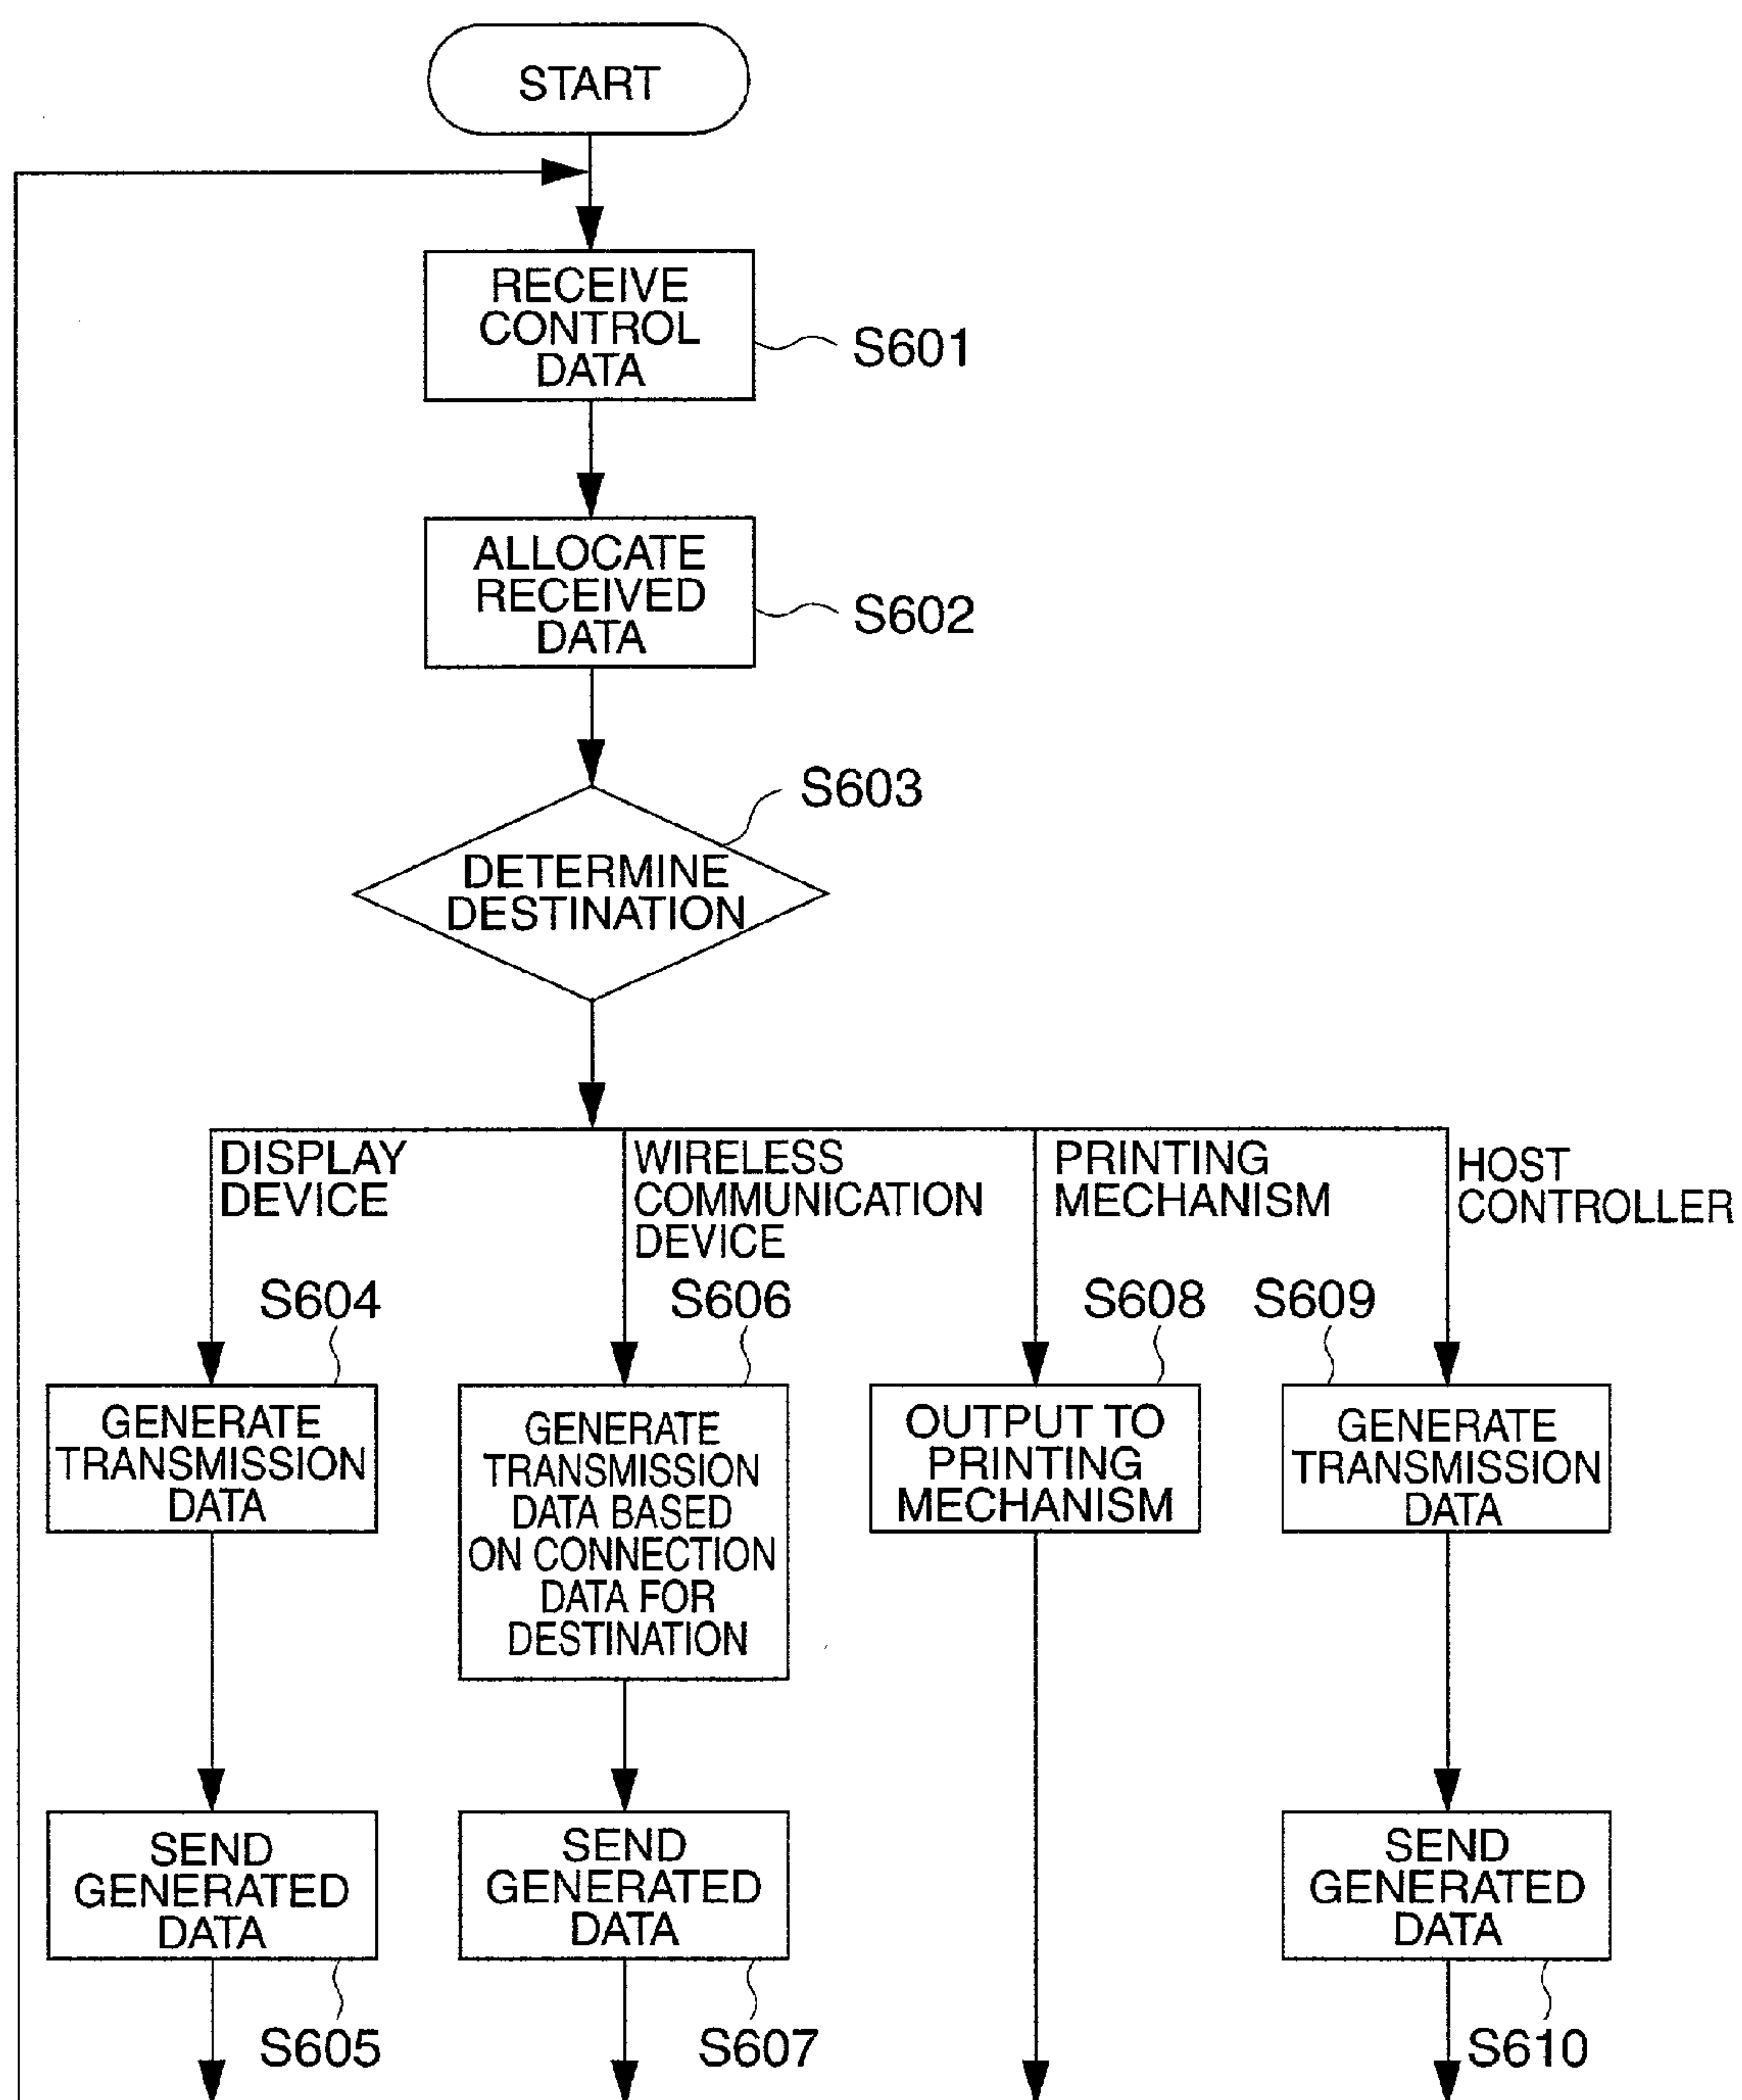 START
RECEIVE
CONTROL
DATA
S601
ALLOCATE
RECEIVED
DATA
S602
S603
DETERMINE
DESTINATION
DISPLAY
DEVICE
WIRELESS
COMMUNICATION
DEVICE
PRINTING
MECHANISM
HOST
CONTROLLER
S604
S606
S608
S609
GENERATE
TRANSMISSION
DATA
GENERATE
TRANSMISSION
DATA BASED
ON CONNECTION
DATA FOR
DESTINATION
OUTPUT TO
PRINTING
MECHANISM
GENERATE
TRANSMISSION
DATA
SEND
GENERATED
DATA
SEND
GENERATED
DATA
SEND
GENERATED
DATA
S605
S607
S610